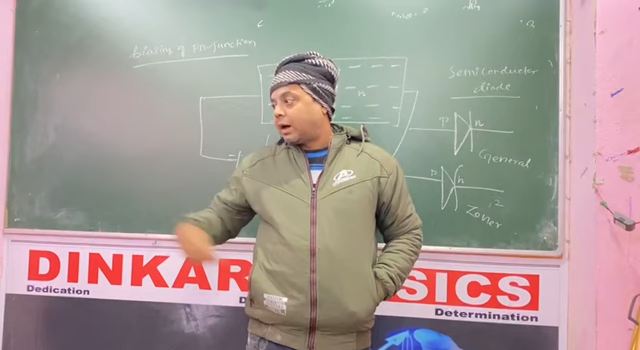 Biasing of Pn-junction
n
Semiconductor
diode
p n
General
p n
Zener
DINKAR SICS
Dedication
D
Determination